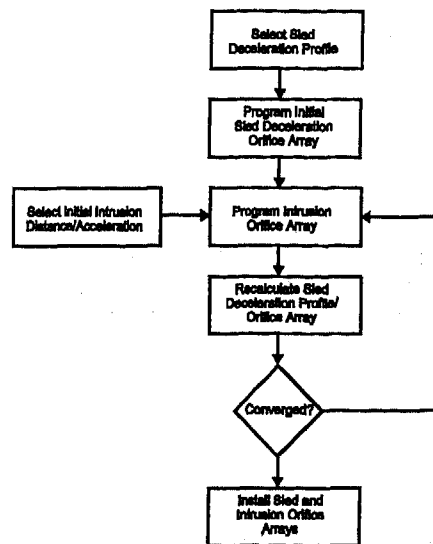 Select Sled
Deceleration Profile
Program Initial
Sled Deceleration
Orifice Array
Select Initial Intrusion
Distance/Acceleration
Program Intrusion
Orifice Array
Recalculate Sled
Deceleration Profile/
Orifice Array
Converged?
Install Sled and
Intrusion Orifice
Arrays